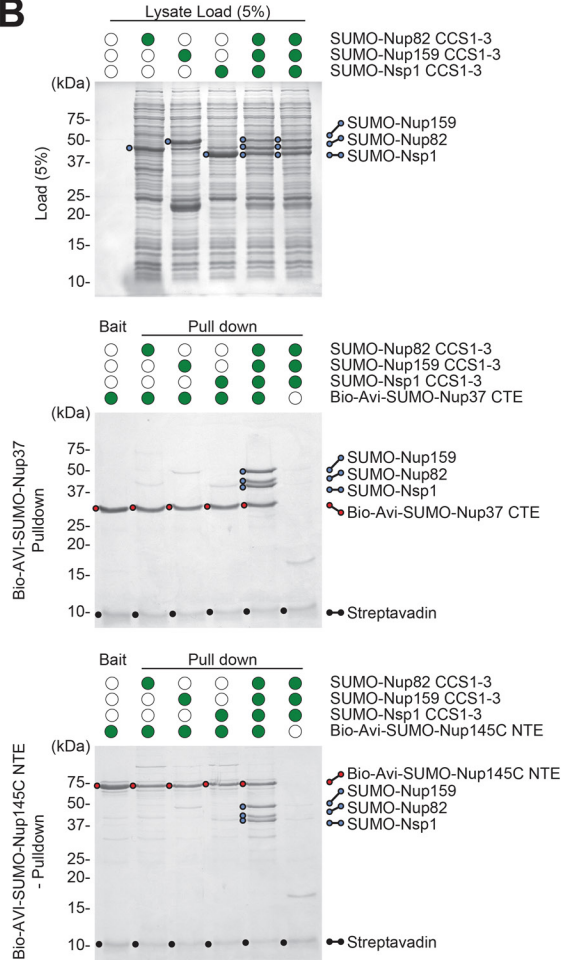 B
Lysate Load (5%)
SUMO-Nup82 CCS1-3
SUMO-Nup159 CCS1-3
SUMO-Nsp1 CCS1-3
(kDa)
75-
50-
37-
25-
20-
15-
10-
Load (5%)
SUMO-Nup159
SUMO-Nup82
SUMO-Nsp1
Bait Pull down
SUMO-Nup82 CCS1-3
SUMO-Nup159 CCS1-3
SUMO-Nsp1 CCS1-3
Bio-Avi-SUMO-Nup37 CTE
(kDa)
75-
50-
37-
25-
20-
15-
10-
Bio-AVI-SUMO-Nup37
Pulldown
SUMO-Nup159
SUMO-Nup82
SUMO-Nsp1
Bio-Avi-SUMO-Nup37 CTE
Streptavadin
Bait Pull down
SUMO-Nup82 CCS1-3
SUMO-Nup159 CCS1-3
SUMO-Nsp1 CCS1-3
Bio-Avi-SUMO-Nup145C NTE
(kDa)
75-
50-
37-
25-
20-
15-
10-
Bio-AVI-SUMO-Nup145C NTE
- Pulldown
Bio-Avi-SUMO-Nup145C NTE
SUMO-Nup159
SUMO-Nup82
SUMO-Nsp1
Streptavadin